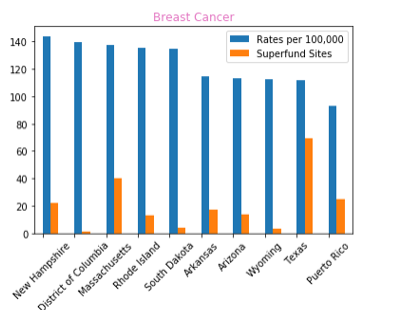 Breast Cancer
Rates per 100,000
Superfund Sites
140
120
100
80
60
40
20
0
New Hampshire
District of Columbia
Massachusetts
Rhode Island
South Dakota
Arkansas
Arizona
Wyoming
Texas
Puerto Rico